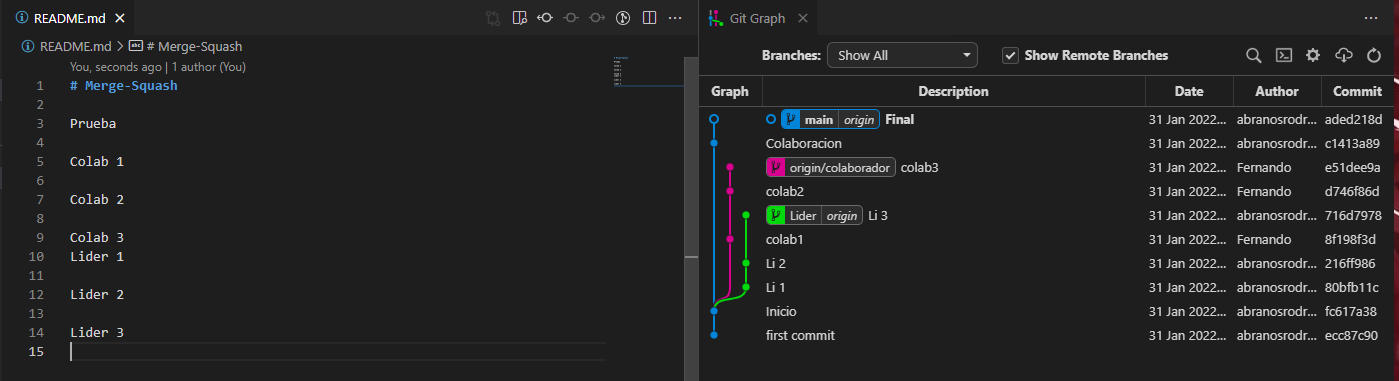 README.md
README.md > # Merge-Squash
You, seconds ago | 1 author (You)
1 # Merge-Squash
2
3 Prueba
4
5 Colab 1
6
7 Colab 2
8
9 Colab 3
10 Lider 1
11
12 Lider 2
13
14 Lider 3
15
Git Graph
Branches: Show All Show Remote Branches
Graph Description Date Author Commit
main origin Final 31 Jan 2022... abranosrodr... aded218d
Colaboracion 31 Jan 2022... abranosrodr... c1413a89
origin/colaborador colab3 31 Jan 2022... Fernando e51dee9a
colab2 31 Jan 2022... Fernando d746f86d
Lider origin Li 3 31 Jan 2022... abranosrodr... 716d7978
colab1 31 Jan 2022... Fernando 8f198f3d
Li 2 31 Jan 2022... abranosrodr... 216ff986
Li 1 31 Jan 2022... abranosrodr... 80bfb11c
Inicio 31 Jan 2022... abranosrodr... fc617a38
first commit 31 Jan 2022... abranosrodr... ecc87c90